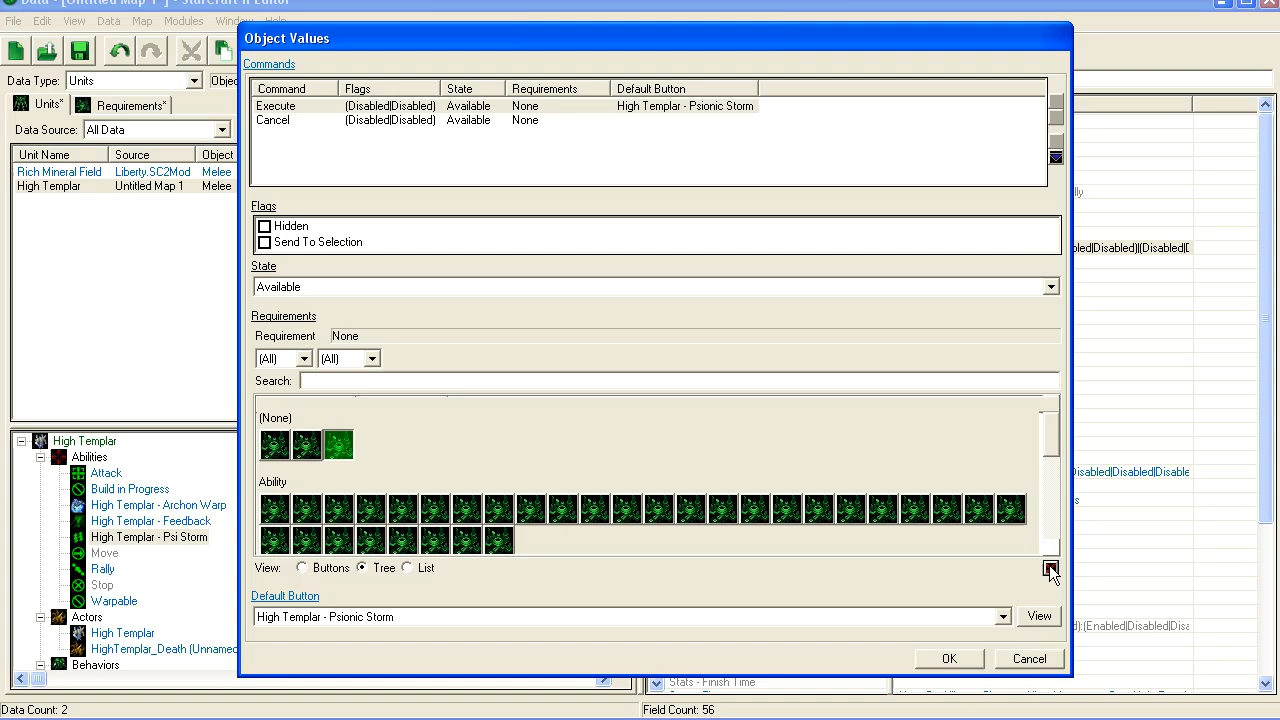 Data - [Untitled Map 1 *] - StarCraft II Editor
File Edit View Data Map Modules Window Help
Data Type: Units
Units* Requirements*
Data Source: All Data
Unit Name Source Object
Rich Mineral Field Liberty.SC2Mod Melee
High Templar Untitled Map 1 Melee
High Templar
Abilities
Attack
Build in Progress
High Templar - Archon Warp
High Templar - Feedback
High Templar - Psi Storm
Move
Rally
Stop
Warpable
Actors
High Templar
HighTemplar_Death (Unnamed
Behaviors
Data Count: 2
Object Values
Commands
Command Flags State Requirements Default Button
Execute (Disabled|Disabled) Available None High Templar - Psionic Storm
Cancel (Disabled|Disabled) Available None
Flags
Hidden
Send To Selection
State
Available
Requirements
Requirement None
(All) (All)
Search:
(None)
Ability
View: Buttons Tree List
Default Button
High Templar - Psionic Storm View
OK Cancel
Stats - Finish Time
Field Count: 56